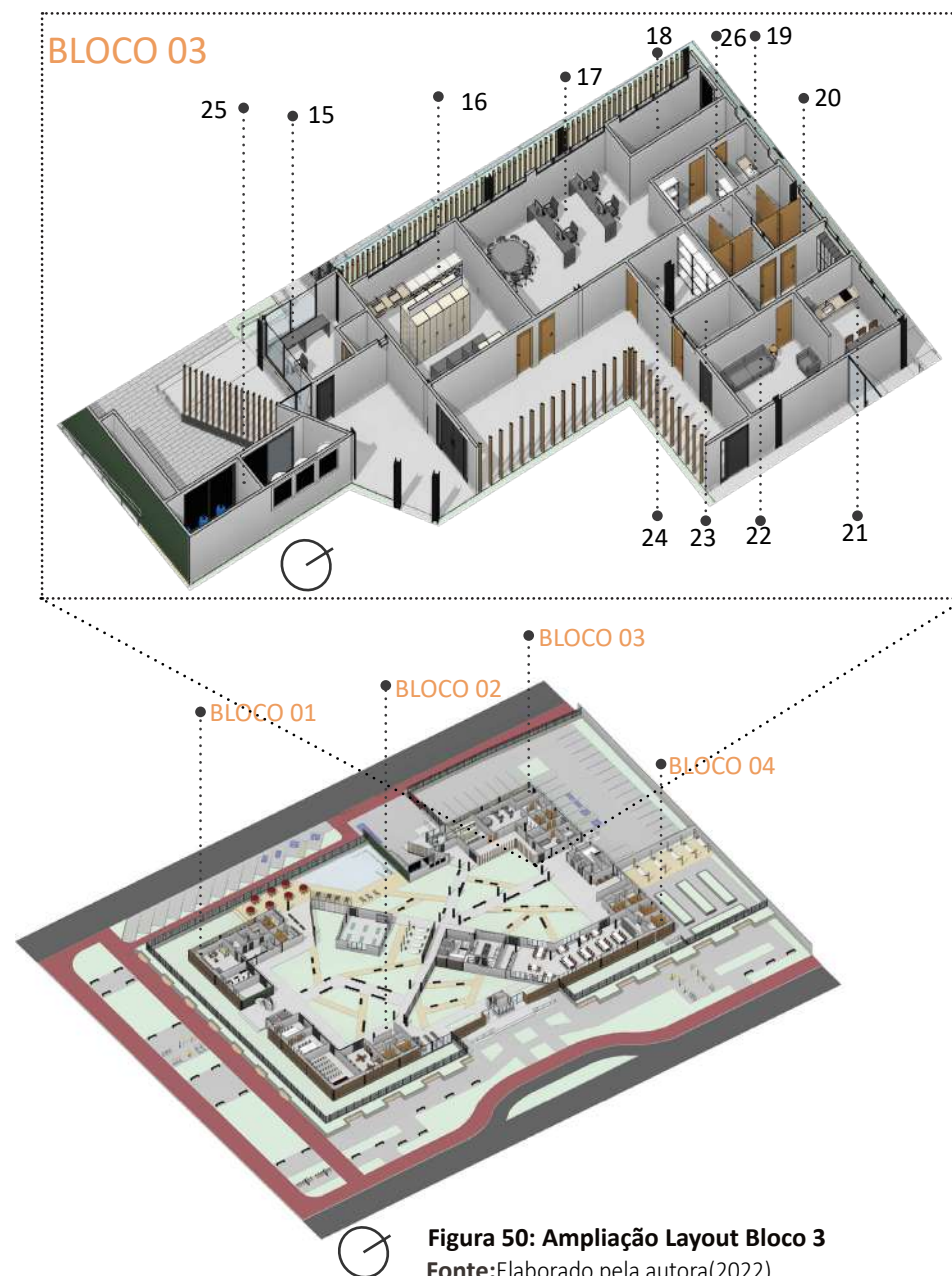 BLOCO 03
25 15 16 17 18 26 19 20
24 23 22 21
BLOCO 03
BLOCO 02
BLOCO 01
BLOCO 04
Figura 50: Ampliação Layout Bloco 3
Fonte:Elaborado pela autora(2022)